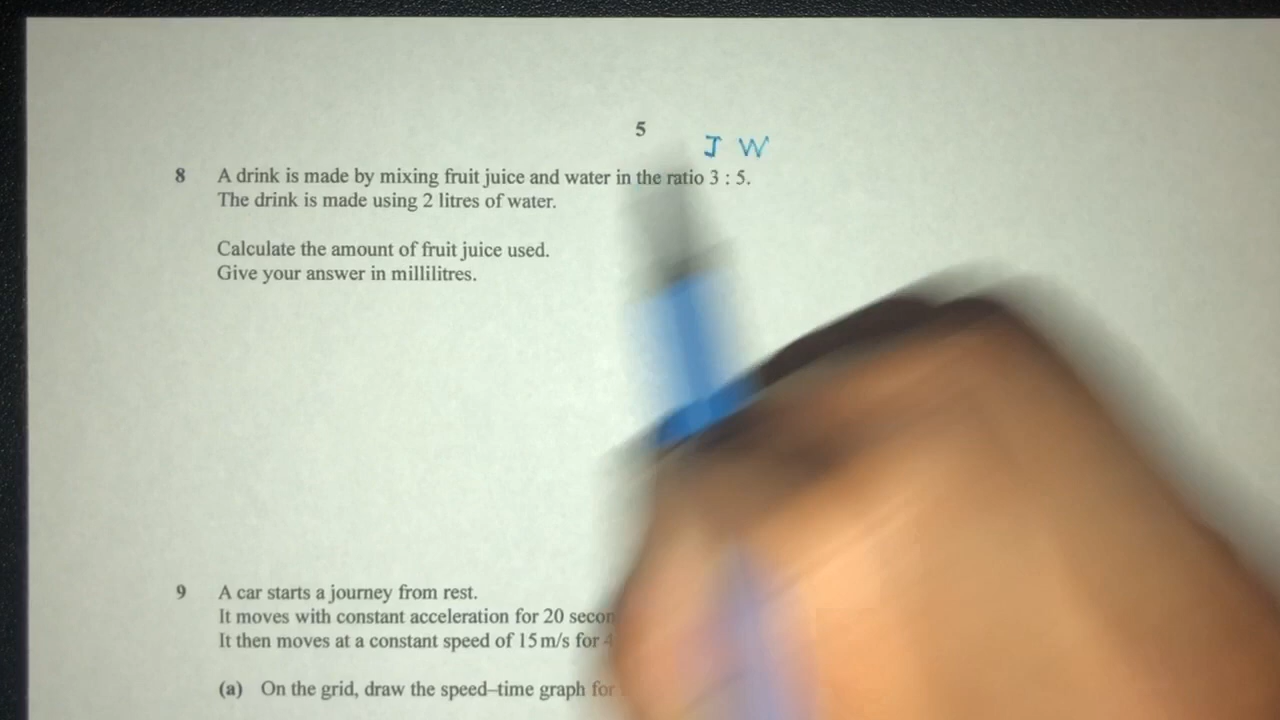 5
J W
8 A drink is made by mixing fruit juice and water in the ratio 3 : 5.
The drink is made using 2 litres of water.
Calculate the amount of fruit juice used.
Give your answer in millilitres.
9 A car starts a journey from rest.
It moves with constant acceleration for 20
It then moves at a constant speed of 15 m/s for
(a) On the grid, draw the speed–time graph for